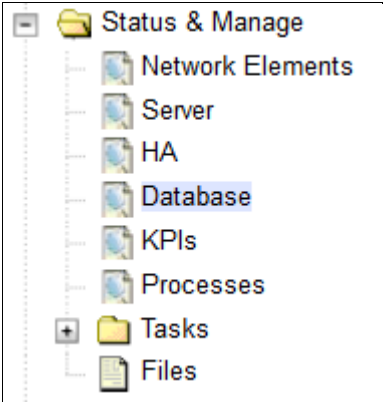 Status & Manage
Network Elements
Server
HA
Database
KPIs
Processes
Tasks
Files